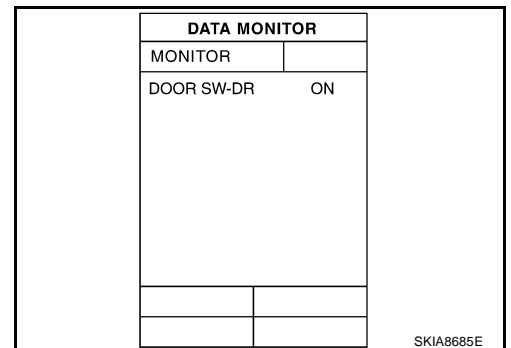 DATA MONITOR
MONITOR
DOOR SW-DR ON
SKIA8685E